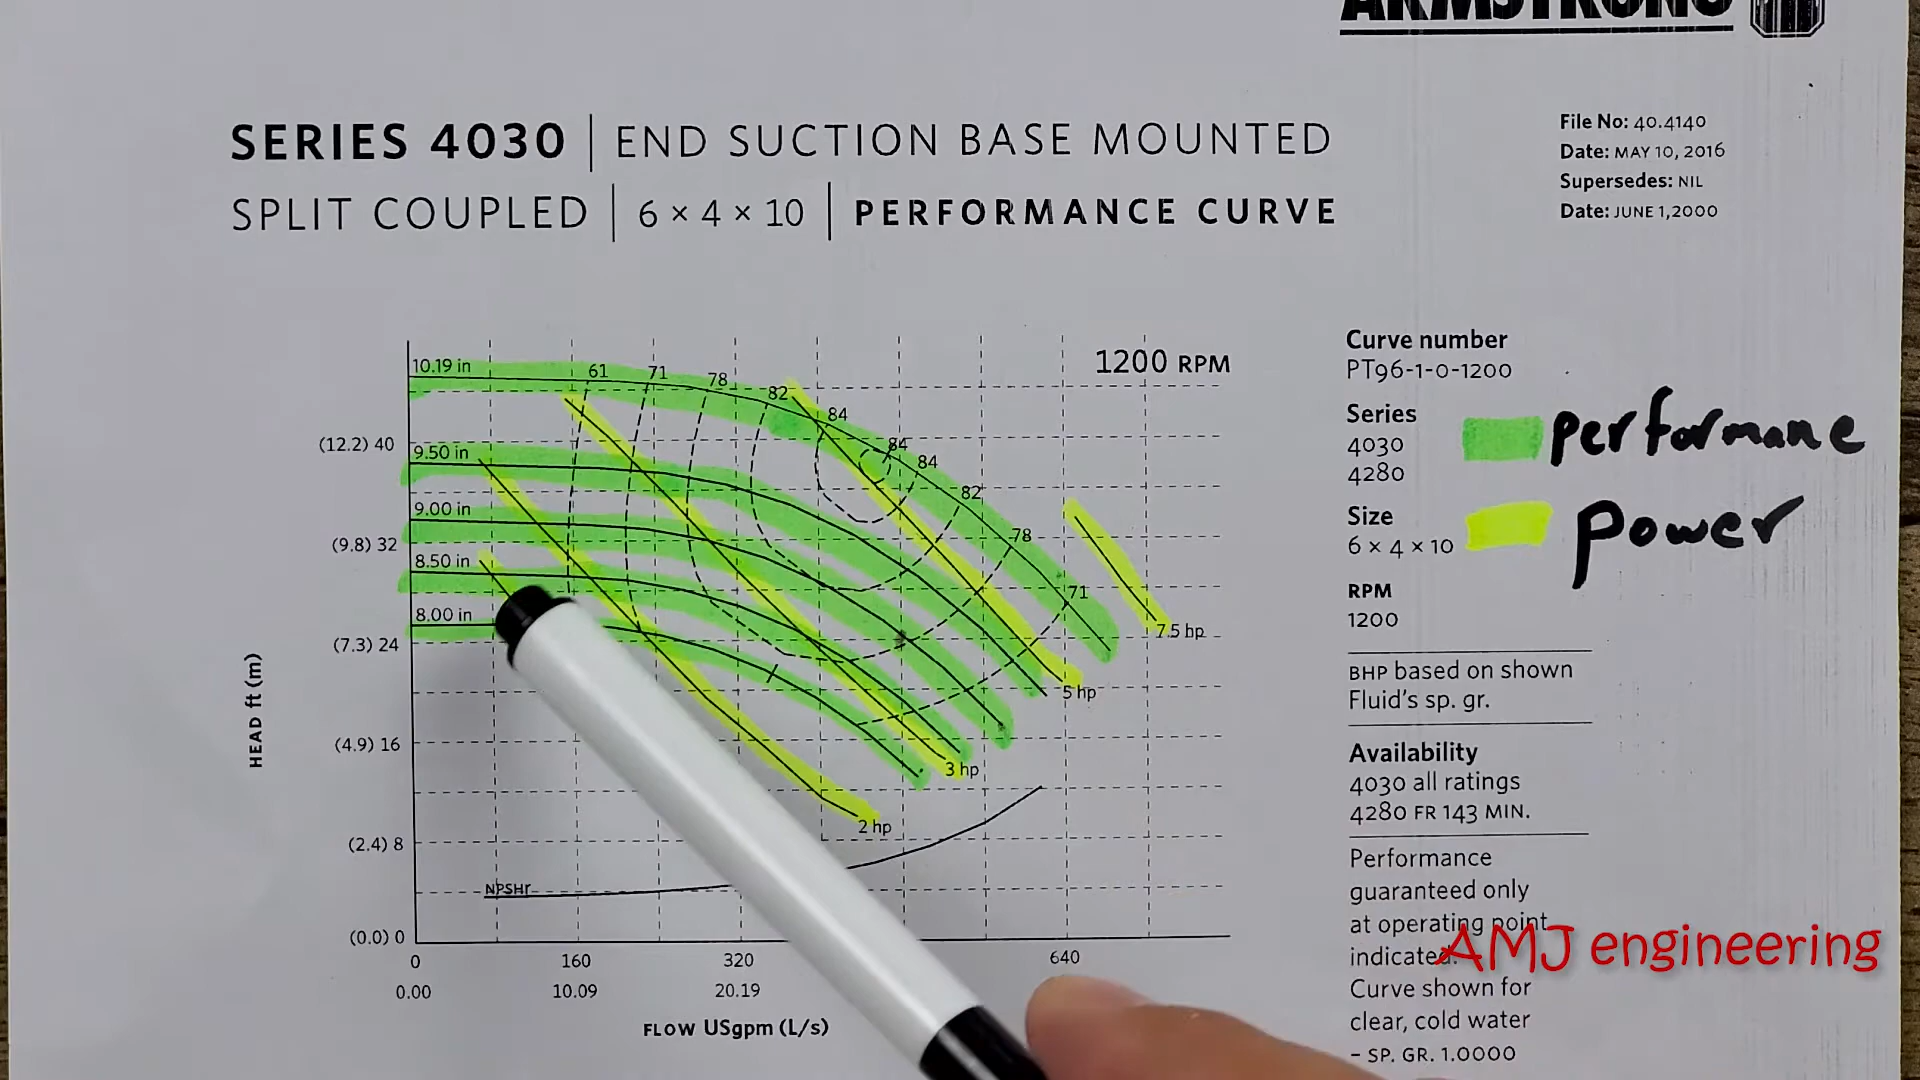 ARMSTRONG
SERIES 4030 | END SUCTION BASE MOUNTED
SPLIT COUPLED | 6 × 4 × 10 | PERFORMANCE CURVE
File No: 40.4140
Date: MAY 10, 2016
Supersedes: NIL
Date: JUNE 1,2000
1200 RPM
10.19 in
61
71
78
82
84
84
84
82
78
71
9.50 in
9.00 in
8.50 in
8.00 in
7.5 hp
5 hp
3 hp
2 hp
NPSHr
HEAD ft (m)
(12.2) 40
(9.8) 32
(7.3) 24
(4.9) 16
(2.4) 8
(0.0) 0
0
160
320
640
0.00
10.09
20.19
FLOW USgpm (L/s)
Curve number
PT96-1-0-1200
Series
4030
4280
performane
Size
6 × 4 × 10
power
RPM
1200
BHP based on shown
Fluid's sp. gr.
Availability
4030 all ratings
4280 FR 143 MIN.
Performance
guaranteed only
at operating point
indicated.
AMJ engineering
Curve shown for
clear, cold water
– SP. GR. 1.0000